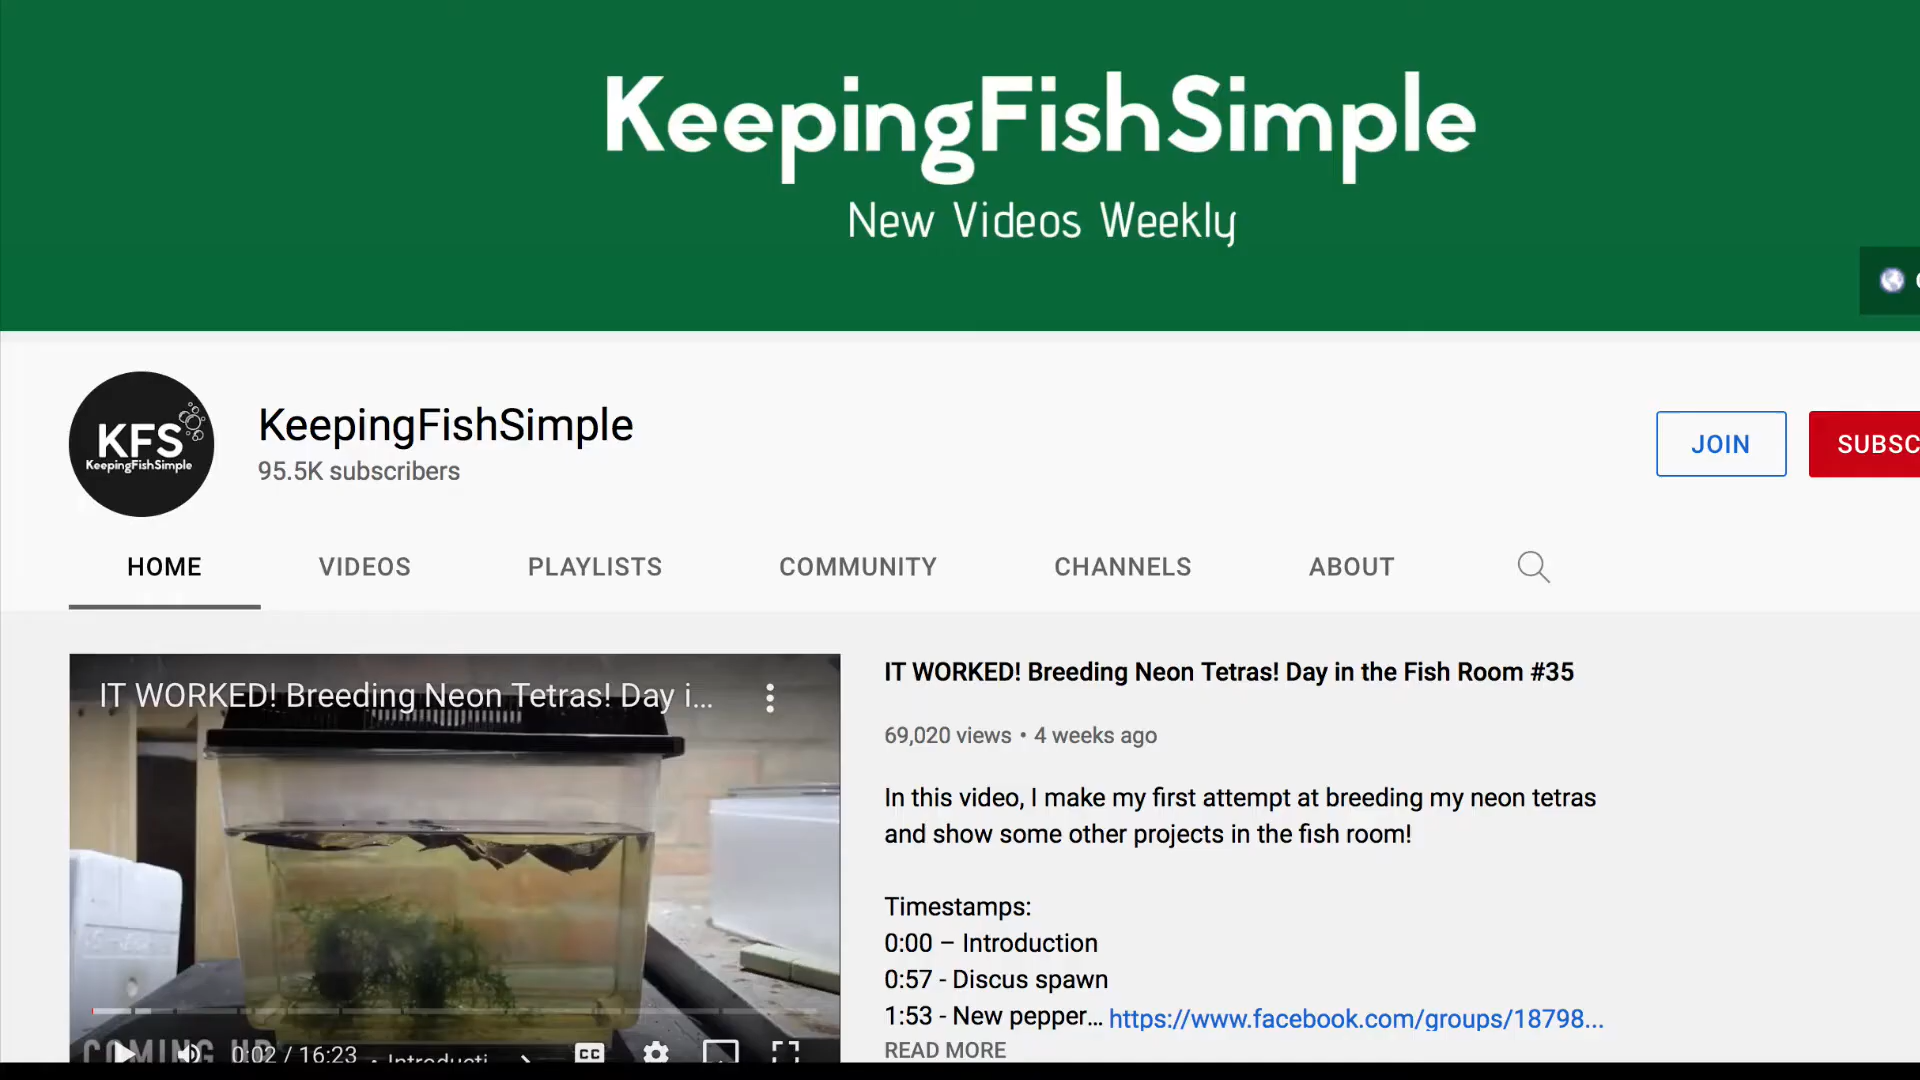 KeepingFishSimple
New Videos Weekly
KFS
KeepingFishSimple
KeepingFishSimple
95.5K subscribers
JOIN
SUBSC
HOME
VIDEOS
PLAYLISTS
COMMUNITY
CHANNELS
ABOUT
IT WORKED! Breeding Neon Tetras! Day i...
COMING UP
0:02 / 16:23 • Introducti
CC
IT WORKED! Breeding Neon Tetras! Day in the Fish Room #35
69,020 views • 4 weeks ago
In this video, I make my first attempt at breeding my neon tetras
and show some other projects in the fish room!
Timestamps:
0:00 – Introduction
0:57 - Discus spawn
1:53 - New pepper... https://www.facebook.com/groups/18798...
READ MORE